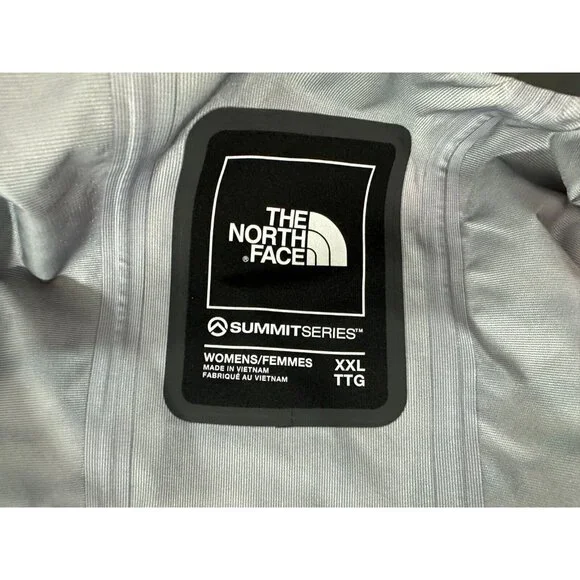 THE
NORTH
®FACE
SUMMITSERIES™
WOMENS/FEMMES XXL
MADE IN VIETNAM
FABRIQUÉ AU VIETNAM TTG